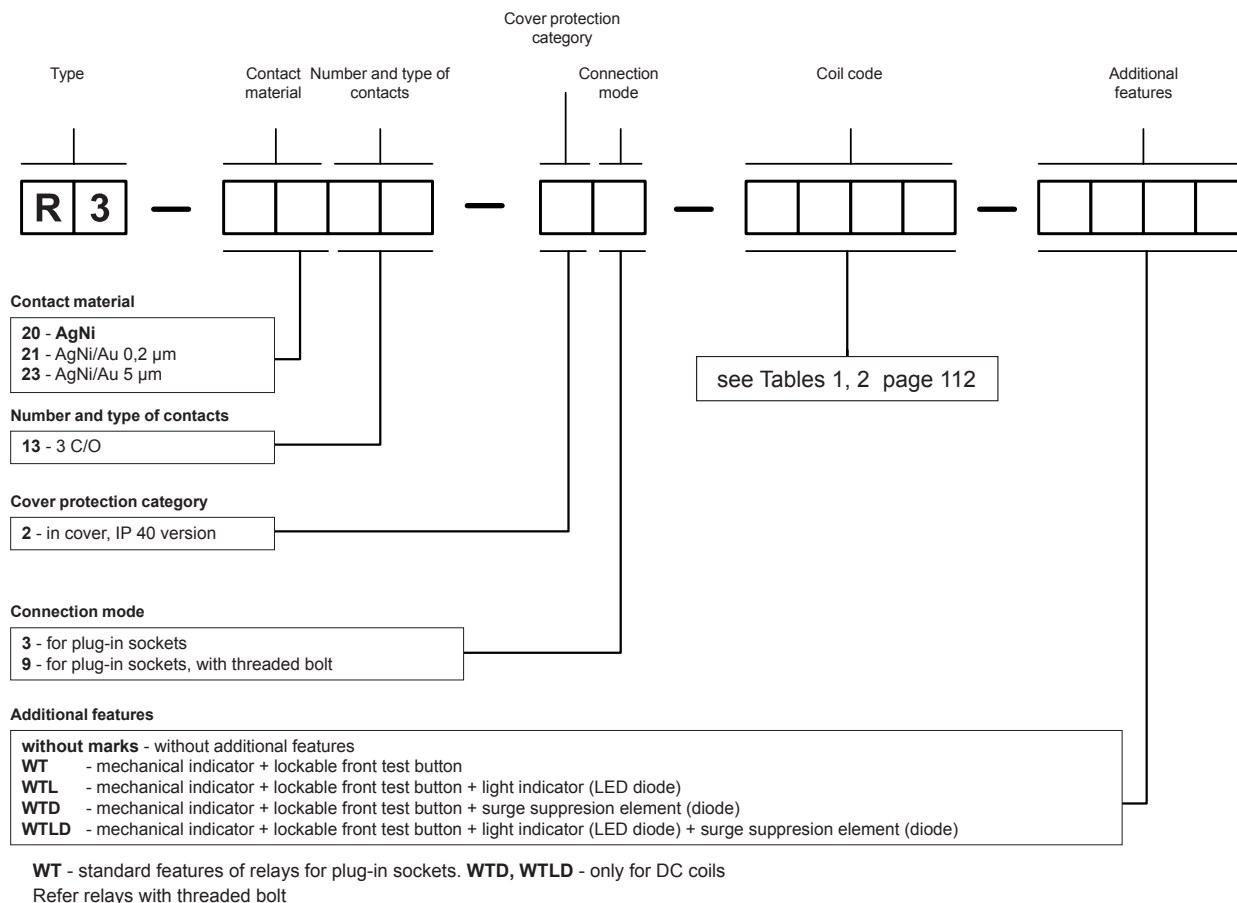 Cover protection
category
Type
Contact
material
Number and type of
contacts
Connection
mode
Coil code
Additional
features
R 3 – – – –
Contact material
20 - AgNi
21 - AgNi/Au 0,2 µm
23 - AgNi/Au 5 µm
see Tables 1, 2 page 112
Number and type of contacts
13 - 3 C/O
Cover protection category
2 - in cover, IP 40 version
Connection mode
3 - for plug-in sockets
9 - for plug-in sockets, with threaded bolt
Additional features
without marks - without additional features
WT - mechanical indicator + lockable front test button
WTL - mechanical indicator + lockable front test button + light indicator (LED diode)
WTD - mechanical indicator + lockable front test button + surge suppresion element (diode)
WTLD - mechanical indicator + lockable front test button + light indicator (LED diode) + surge suppresion element (diode)
WT - standard features of relays for plug-in sockets. WTD, WTLD - only for DC coils
Refer relays with threaded bolt